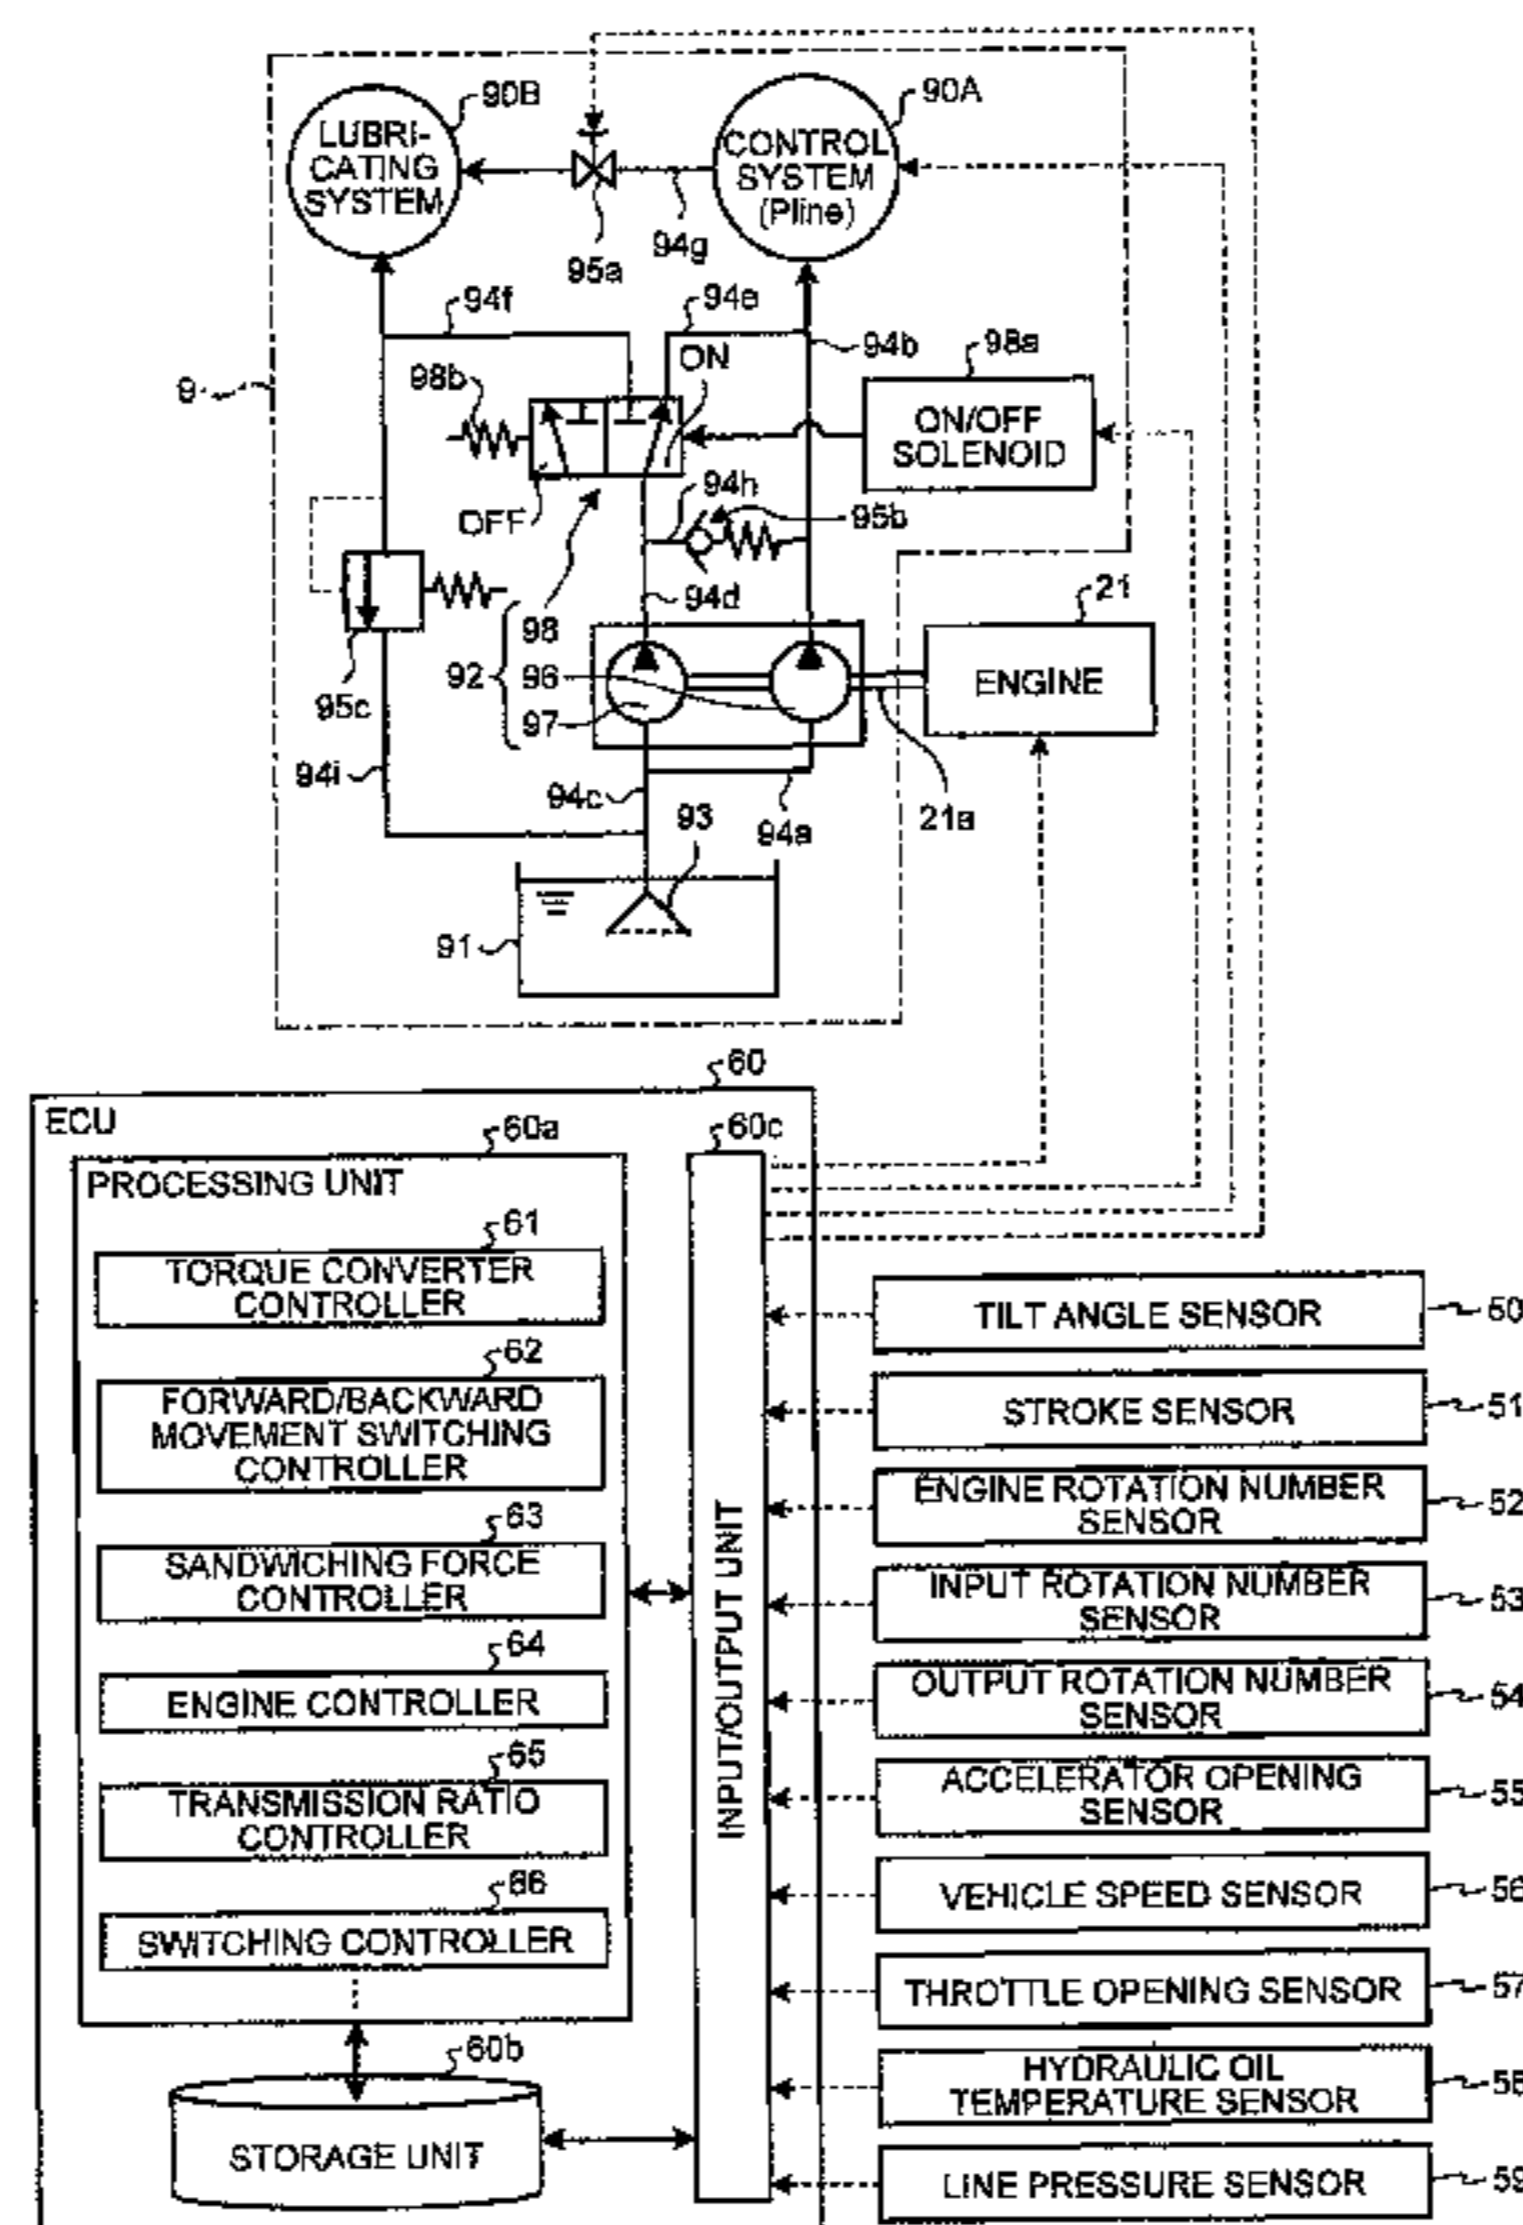 90B
90A
LUBRI-
CATING
SYSTEM
CONTROL
SYSTEM
(Pline)
95a
94g
94f
94e
94b
98a
ON
98b
9
ON/OFF
SOLENOID
OFF
94h
95b
94d
21
98
92
96
97
ENGINE
95c
94i
94c
93
94a
21a
91
60
ECU
60a
60c
PROCESSING UNIT
61
TORQUE CONVERTER
CONTROLLER
62
FORWARD/BACKWARD
MOVEMENT SWITCHING
CONTROLLER
63
SANDWICHING FORCE
CONTROLLER
64
ENGINE CONTROLLER
65
TRANSMISSION RATIO
CONTROLLER
66
SWITCHING CONTROLLER
60b
STORAGE UNIT
INPUT/OUTPUT UNIT
TILT ANGLE SENSOR
50
STROKE SENSOR
51
ENGINE ROTATION NUMBER
SENSOR
52
INPUT ROTATION NUMBER
SENSOR
53
OUTPUT ROTATION NUMBER
SENSOR
54
ACCELERATOR OPENING
SENSOR
55
VEHICLE SPEED SENSOR
56
THROTTLE OPENING SENSOR
57
HYDRAULIC OIL
TEMPERATURE SENSOR
58
LINE PRESSURE SENSOR
59